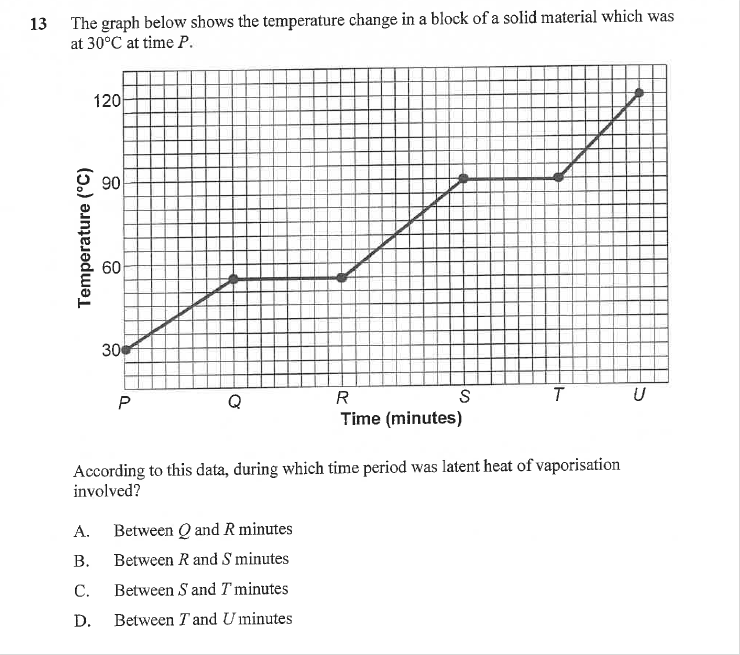 13 The graph below shows the temperature change in a block of a solid material which was
at 30°C at time P.
120
90
60
30
Temperature (°C)
P Q R S T U
Time (minutes)
According to this data, during which time period was latent heat of vaporisation
involved?
A. Between Q and R minutes
B. Between R and S minutes
C. Between S and T minutes
D. Between T and U minutes